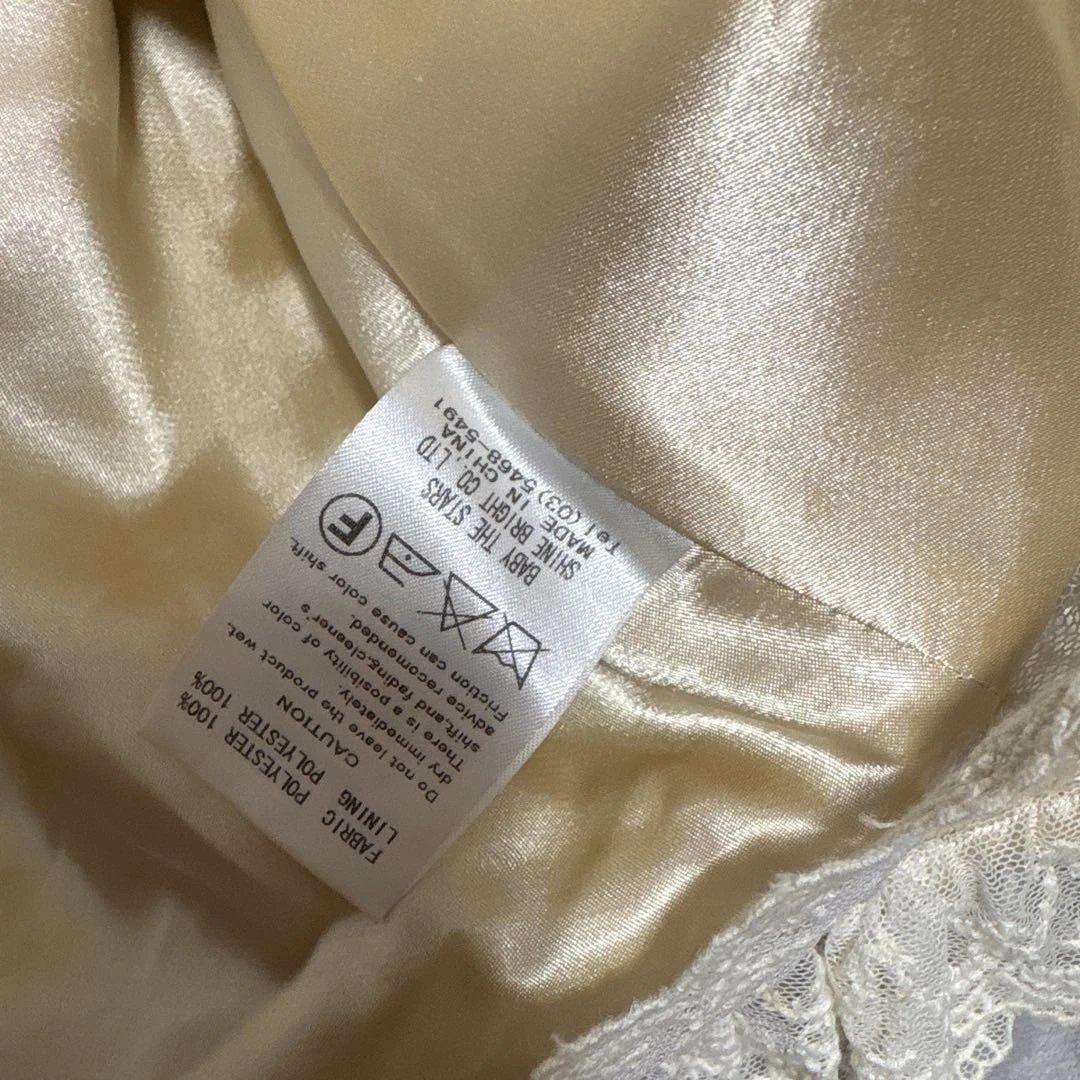 FABRIC POLYESTER 100%
LINING POLYESTER 100%
CAUTION
Do not leave the product wet,
dry immediately.
There is a posibility of color
shift,and fading,cleaner's
advice recomended.
Friction can cause color shift.
F
BABY THE STARS
SHINE BRIGHT CO.LTD
MADE IN CHINA
Tel(03)5468-5491